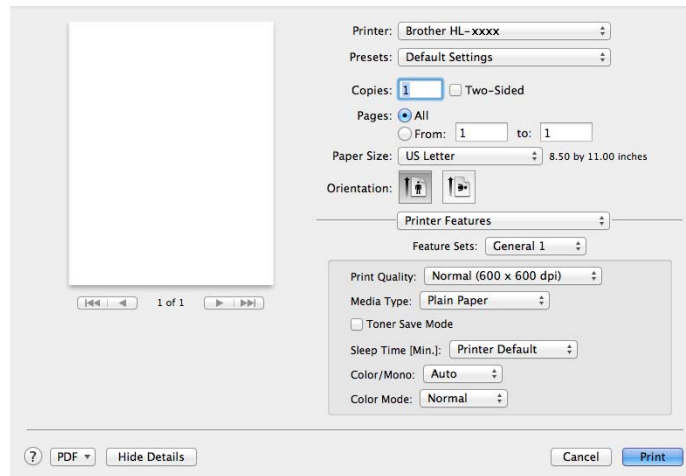 Printer: Brother HL-xxxx
Presets: Default Settings
Copies: 1 Two-Sided
Pages: All
From: 1 to: 1
Paper Size: US Letter 8.50 by 11.00 inches
Orientation:
Printer Features
Feature Sets: General 1
Print Quality: Normal (600 x 600 dpi)
1 of 1
Media Type: Plain Paper
Toner Save Mode
Sleep Time [Min.]: Printer Default
Color/Mono: Auto
Color Mode: Normal
? PDF Hide Details Cancel Print